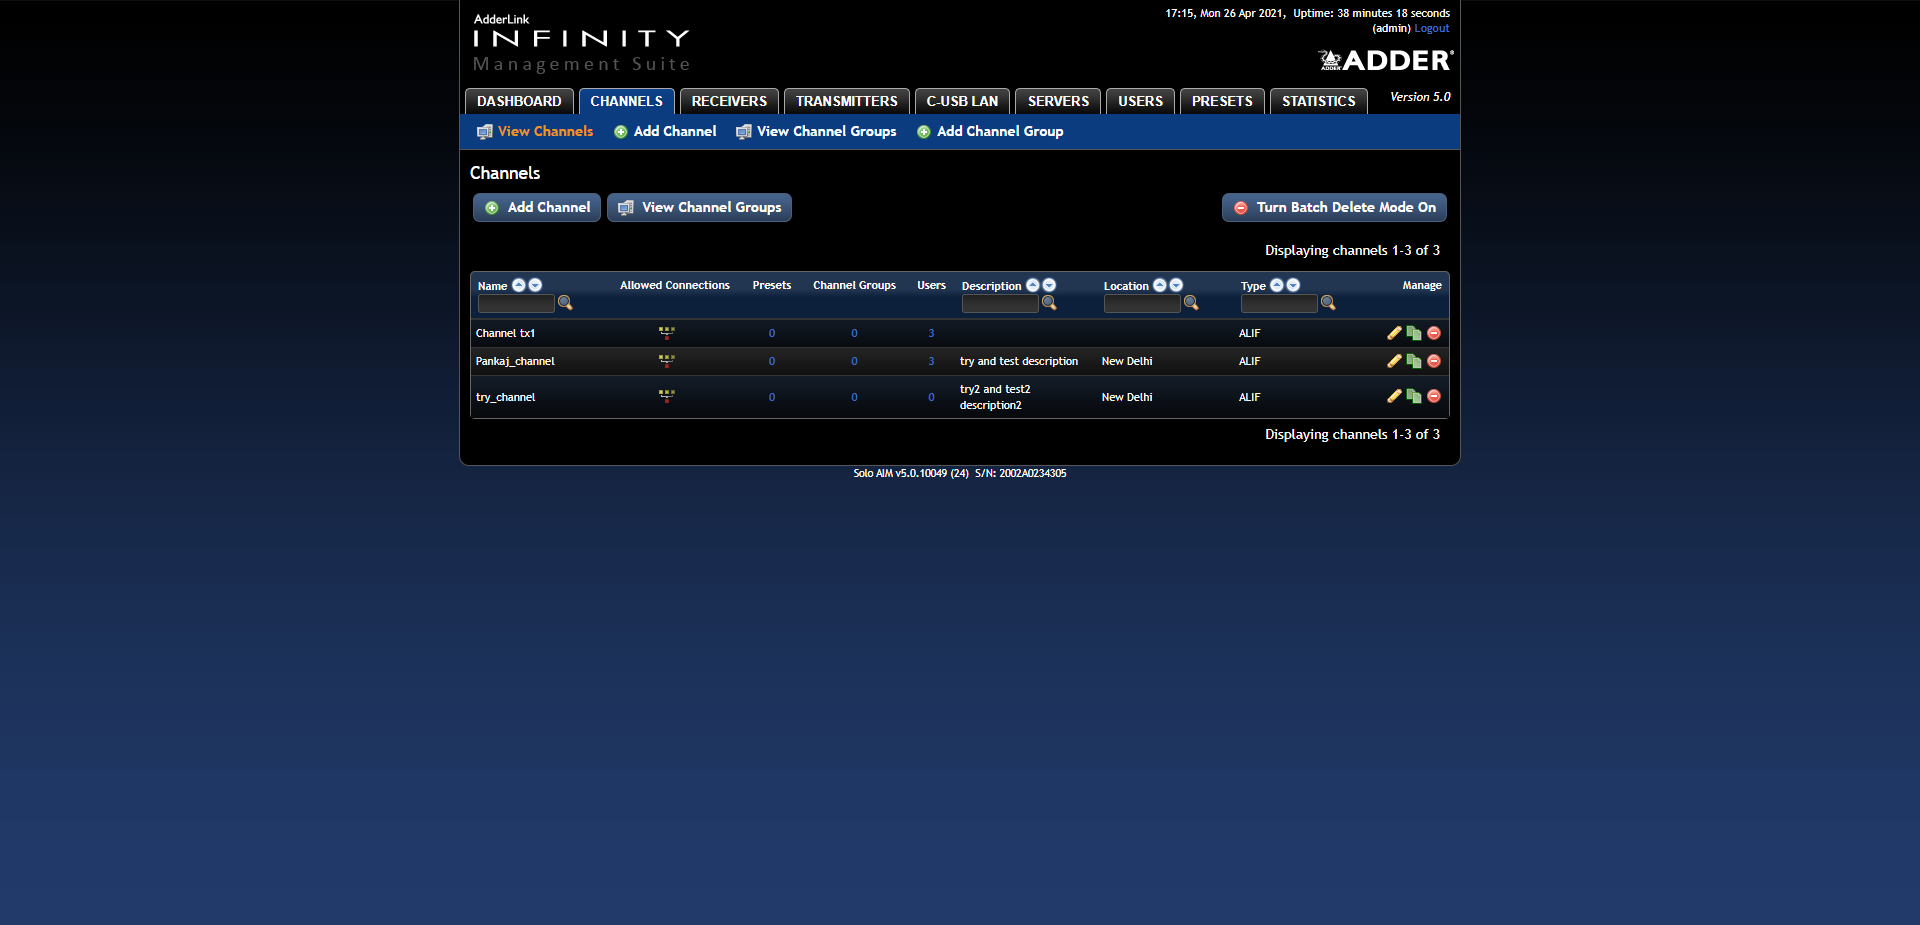 AdderLink
INFINITY
Management Suite
17:15, Mon 26 Apr 2021, Uptime: 38 minutes 18 seconds
(admin) Logout
ADDER
ADDER®
DASHBOARD CHANNELS RECEIVERS TRANSMITTERS C-USB LAN SERVERS USERS PRESETS STATISTICS Version 5.0
View Channels Add Channel View Channel Groups Add Channel Group
Channels
Add Channel View Channel Groups Turn Batch Delete Mode On
Displaying channels 1-3 of 3
Name Allowed Connections Presets Channel Groups Users Description Location Type Manage
Channel tx1 0 0 3 ALIF
Pankaj_channel 0 0 3 try and test description New Delhi ALIF
try_channel 0 0 0 try2 and test2 description2 New Delhi ALIF
Displaying channels 1-3 of 3
Solo AIM v5.0.10049 (24) S/N: 2002A0234305